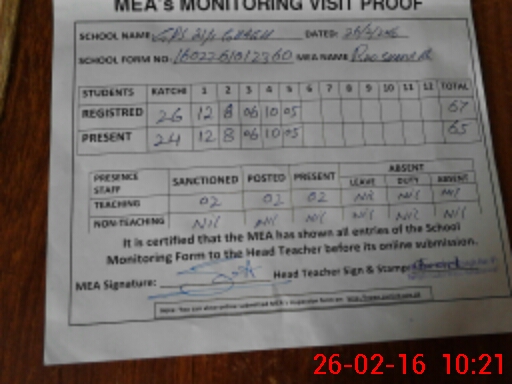 MEA's MONITORING VISIT PROOF
SCHOOL NAME DATED:
SCHOOL FORM NO: MEA NAME
STUDENTS KATCHI 1 2 3 4 5 6 7 8 9 10 11 12 TOTAL
REGISTRED 26 12 8 06 10 05 67
PRESENT 24 12 8 06 10 05 65
PRESENCE STAFF SANCTIONED POSTED PRESENT ABSENT
LEAVE DUTY ABSENT
TEACHING 02 02 02 Nil Nil Nil
NON-TEACHING Nil Nil Nil Nil Nil Nil
It is certified that the MEA has shown all entries of the School
Monitoring Form to the Head Teacher before its online submission.
MEA Signature: Head Teacher Sign & Stamp:
26-02-16 10:21